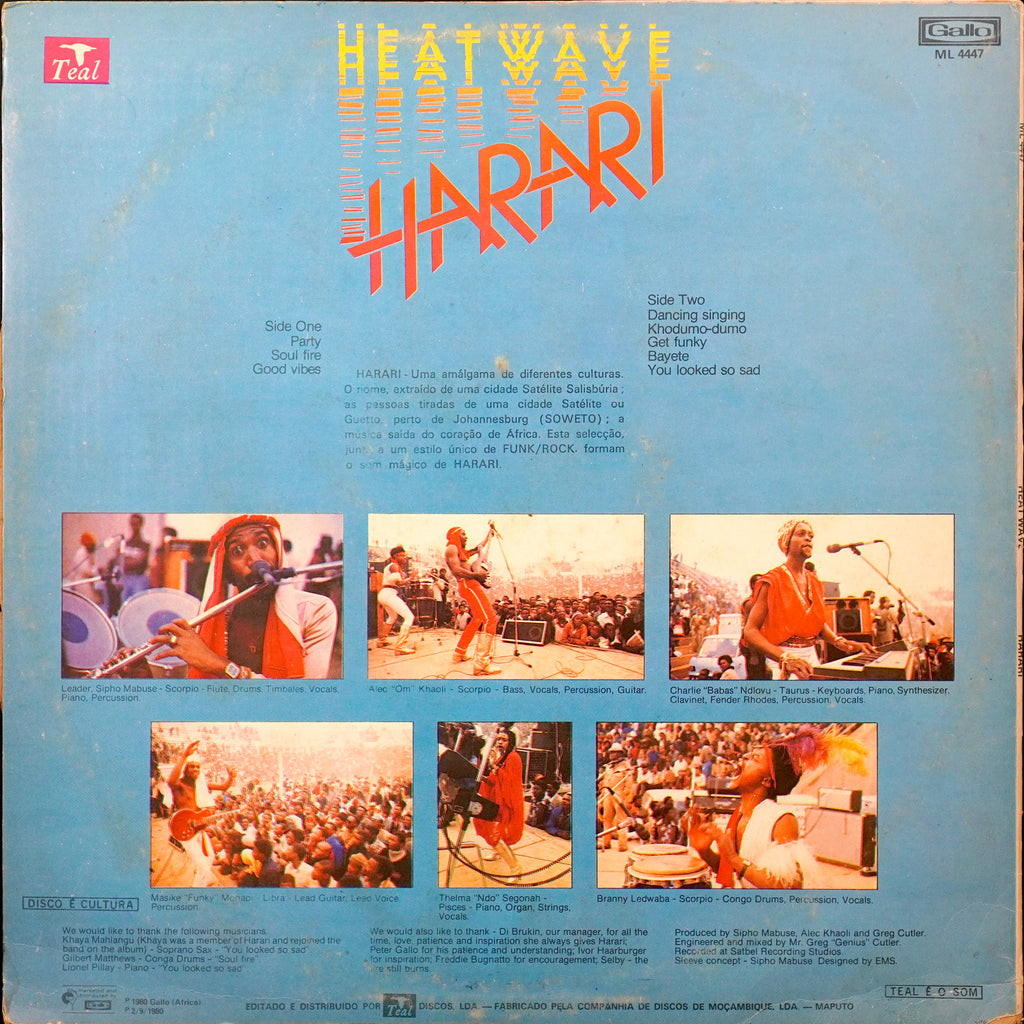 Teal
HEATWAVE
HARARI
Gallo
ML 4447
Side One
Party
Soul fire
Good vibes
Side Two
Dancing singing
Khodumo-dumo
Get funky
Bayete
You looked so sad
HARARI - Uma amálgama de diferentes culturas.
O nome, extraído de uma cidade Satélite Salisbúria ;
as pessoas tiradas de uma cidade Satélite ou
Guetto, perto de Johannesburg (SOWETO) ; a
música saída do coração de África. Esta selecção,
a um estilo único de FUNK/ROCK. formam
o som mágico de HARARI.
Leader, Sipho Mabuse - Scorpio - Flute, Drums, Timbales, Vocals,
Piano, Percussion.
Alec "Om" Khaoli - Scorpio - Bass, Vocals, Percussion, Guitar.
Charlie "Babas" Ndlovu - Taurus - Keyboards, Piano, Synthesizer,
Clavinet, Fender Rhodes, Percussion, Vocals.
Masike "Funky" Mohapi - Libra - Lead Guitar, Lead Voice,
Percussion.
Thelma "Ndo" Segonah -
Pisces - Piano, Organ, Strings,
Vocals.
Branny Ledwaba - Scorpio - Congo Drums, Percussion, Vocals.
DISCO É CULTURA
We would like to thank the following musicians.
Khaya Mahlangu (Khaya was a member of Harari and rejoined the
band on the album) - Soprano Sax - "You looked so sad"
Gilbert Matthews - Conga Drums - "Soul fire"
Lionel Pillay - Piano - "You looked so sad"
We would also like to thank - Di Brukin, our manager, for all the
time, love, patience and inspiration she always gives Harari;
Peter Gallo for his patience and understanding; Ivor Haarburger
for inspiration; Freddie Bugnatto for encouragement; Selby - the
fire still burns.
Produced by Sipho Mabuse, Alec Khaoli and Greg Cutler.
Engineered and mixed by Mr. Greg "Genius" Cutler.
Recorded at Satbel Recording Studios
Sleeve concept - Sipho Mabuse Designed by EMS.
TEAL É O SOM
marketed and
distributed by
P 1980 Gallo (Africa)
P 2/9/1980
EDITADO E DISTRIBUIDO POR Teal DISCOS, LDA. — FABRICADO PELA COMPANHIA DE DISCOS DE MOÇAMBIQUE, LDA. — MAPUTO
HEAT WAVE
HARARI